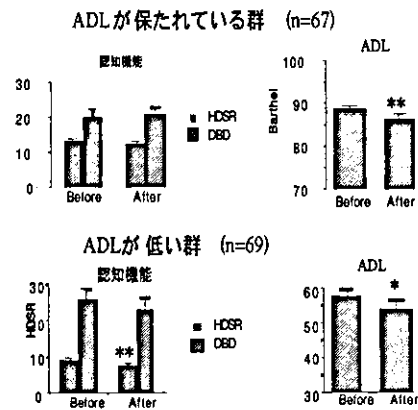 ADLが保たれている群 (n=67)
認知機能
30
20
10
0
HDSR
DBD
Before After
ADL
Barthel
100
90
80
70
**
Before After
ADLが 低い群 (n=69)
認知機能
HDSR
30
20
10
0
**
HDSR
DBD
Before After
ADL
60
50
40
30
*
Before After